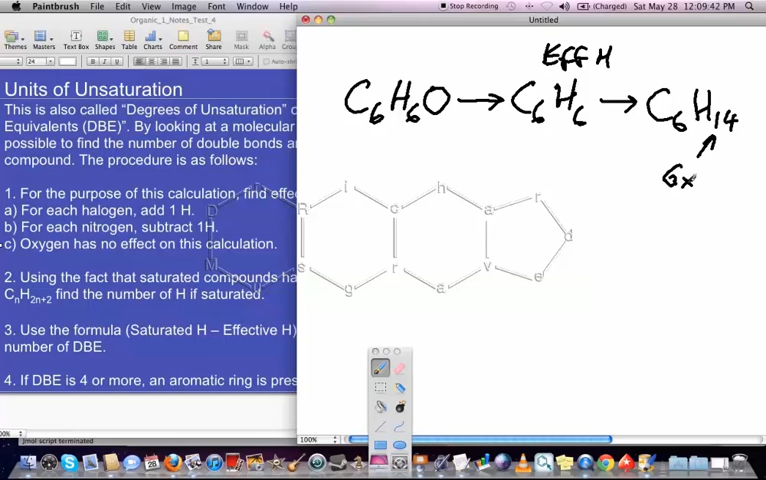 Paintbrush File Edit View Image Font Window Help Stop Recording (Charged) Sat May 28 12:09:42 PM
Organic_1_Notes_Test_4
Untitled
Themes Masters Text Box Shapes Table Charts Comment Share Mask Alpha
24 B I U 1
Units of Unsaturation
This is also called “Degrees of Unsaturation” o
Equivalents (DBE)”. By looking at a molecular
possible to find the number of double bonds an
compound. The procedure is as follows:
1. For the purpose of this calculation, find effe
a) For each halogen, add 1 H.
b) For each nitrogen, subtract 1H.
c) Oxygen has no effect on this calculation.
2. Using the fact that saturated compounds ha
CnH2n+2 find the number of H if saturated.
3. Use the formula (Saturated H – Effective H)
number of DBE.
4. If DBE is 4 or more, an aromatic ring is pres
Eff H
C6H6O → C6H6 → C6H14
6x
D R i c h a r d
M s g r a v e
100%
Jmol script terminated